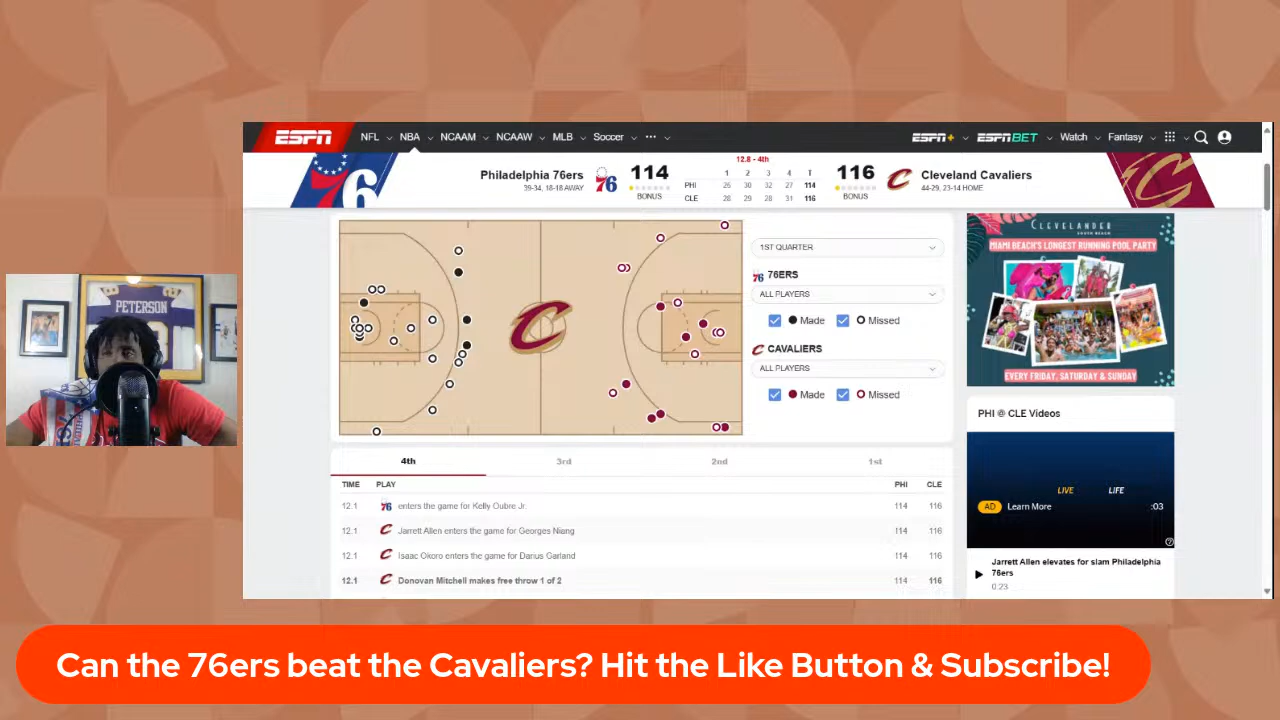 ESPN NFL NBA NCAAM NCAAW MLB Soccer ESPN+ ESPN BET Watch Fantasy
Philadelphia 76ers
39-34, 18-18 AWAY
76
114
BONUS
12.8 - 4th
1 2 3 4 T
PHI 25 30 32 27 114
CLE 28 29 28 31 116
116
BONUS
Cleveland Cavaliers
44-29, 23-14 HOME
PETERSON
1ST QUARTER
76ERS
ALL PLAYERS
Made Missed
CAVALIERS
ALL PLAYERS
Made Missed
CLEVELANDER
SOUTH BEACH
MIAMI BEACH'S LONGEST RUNNING POOL PARTY
EVERY FRIDAY, SATURDAY & SUNDAY
PHI @ CLE Videos
LIVE LIFE
AD Learn More :03
Jarrett Allen elevates for slam Philadelphia
76ers
0:23
4th 3rd 2nd 1st
TIME PLAY PHI CLE
12.1 enters the game for Kelly Oubre Jr. 114 116
12.1 Jarrett Allen enters the game for Georges Niang 114 116
12.1 Isaac Okoro enters the game for Darius Garland 114 116
12.1 Donovan Mitchell makes free throw 1 of 2 114 116
Can the 76ers beat the Cavaliers? Hit the Like Button & Subscribe!